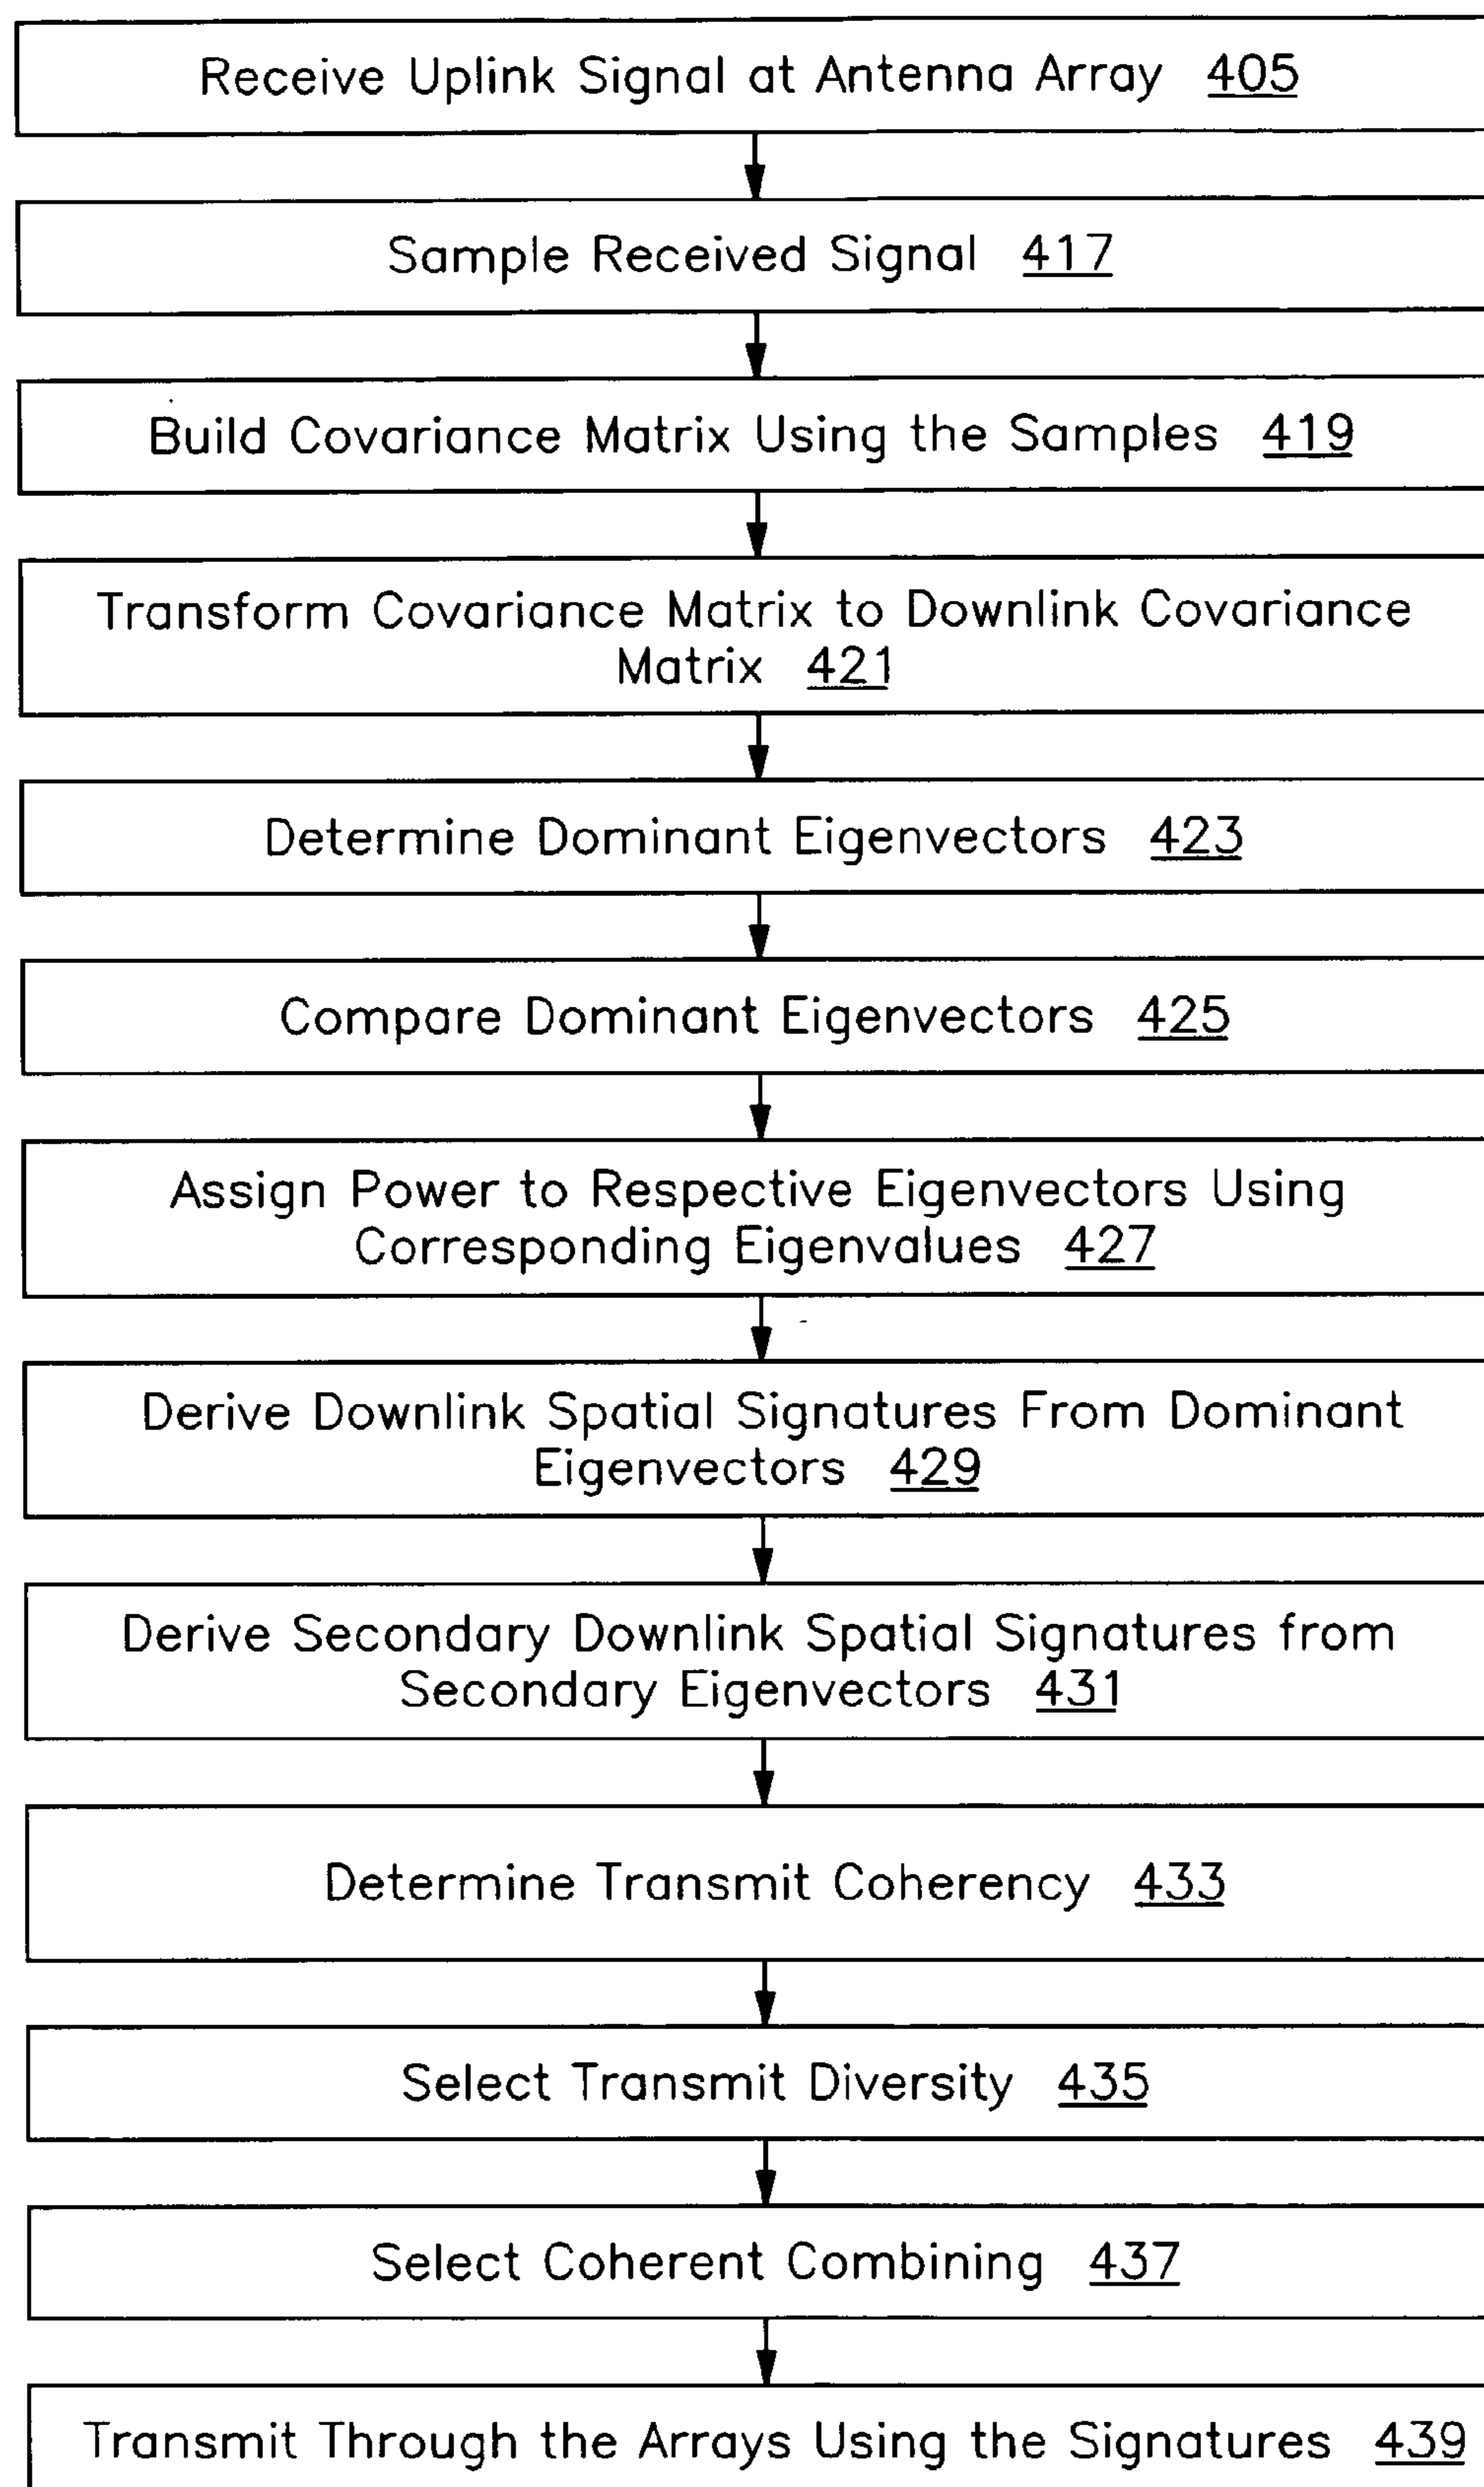 Receive Uplink Signal at Antenna Array 405
Sample Received Signal 417
Build Covariance Matrix Using the Samples 419
Transform Covariance Matrix to Downlink Covariance
Matrix 421
Determine Dominant Eigenvectors 423
Compare Dominant Eigenvectors 425
Assign Power to Respective Eigenvectors Using
Corresponding Eigenvalues 427
Derive Downlink Spatial Signatures From Dominant
Eigenvectors 429
Derive Secondary Downlink Spatial Signatures from
Secondary Eigenvectors 431
Determine Transmit Coherency 433
Select Transmit Diversity 435
Select Coherent Combining 437
Transmit Through the Arrays Using the Signatures 439